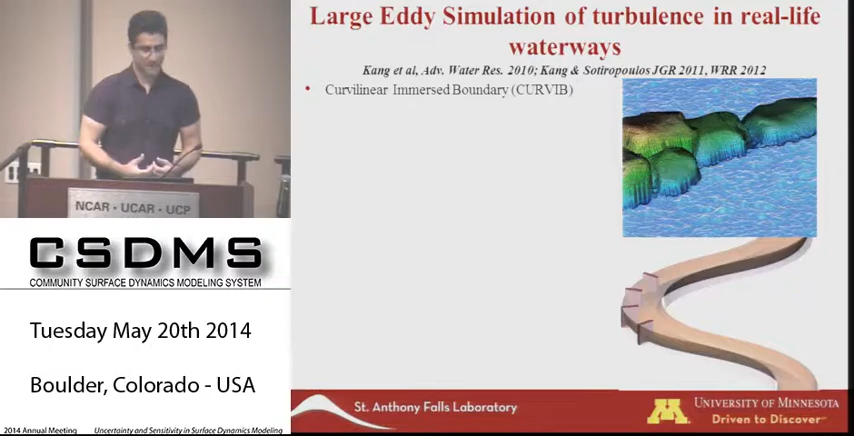 Large Eddy Simulation of turbulence in real-life
waterways
Kang et al, Adv. Water Res. 2010; Kang & Sotiropoulos JGR 2011, WRR 2012
• Curvilinear Immersed Boundary (CURVIB)
NCAR - UCAR - UCP
CSDMS
COMMUNITY SURFACE DYNAMICS MODELING SYSTEM
Tuesday May 20th 2014
Boulder, Colorado - USA
2014 Annual Meeting Uncertainty and Sensitivity in Surface Dynamics Modeling
St. Anthony Falls Laboratory
M
UNIVERSITY OF MINNESOTA
Driven to Discover℠